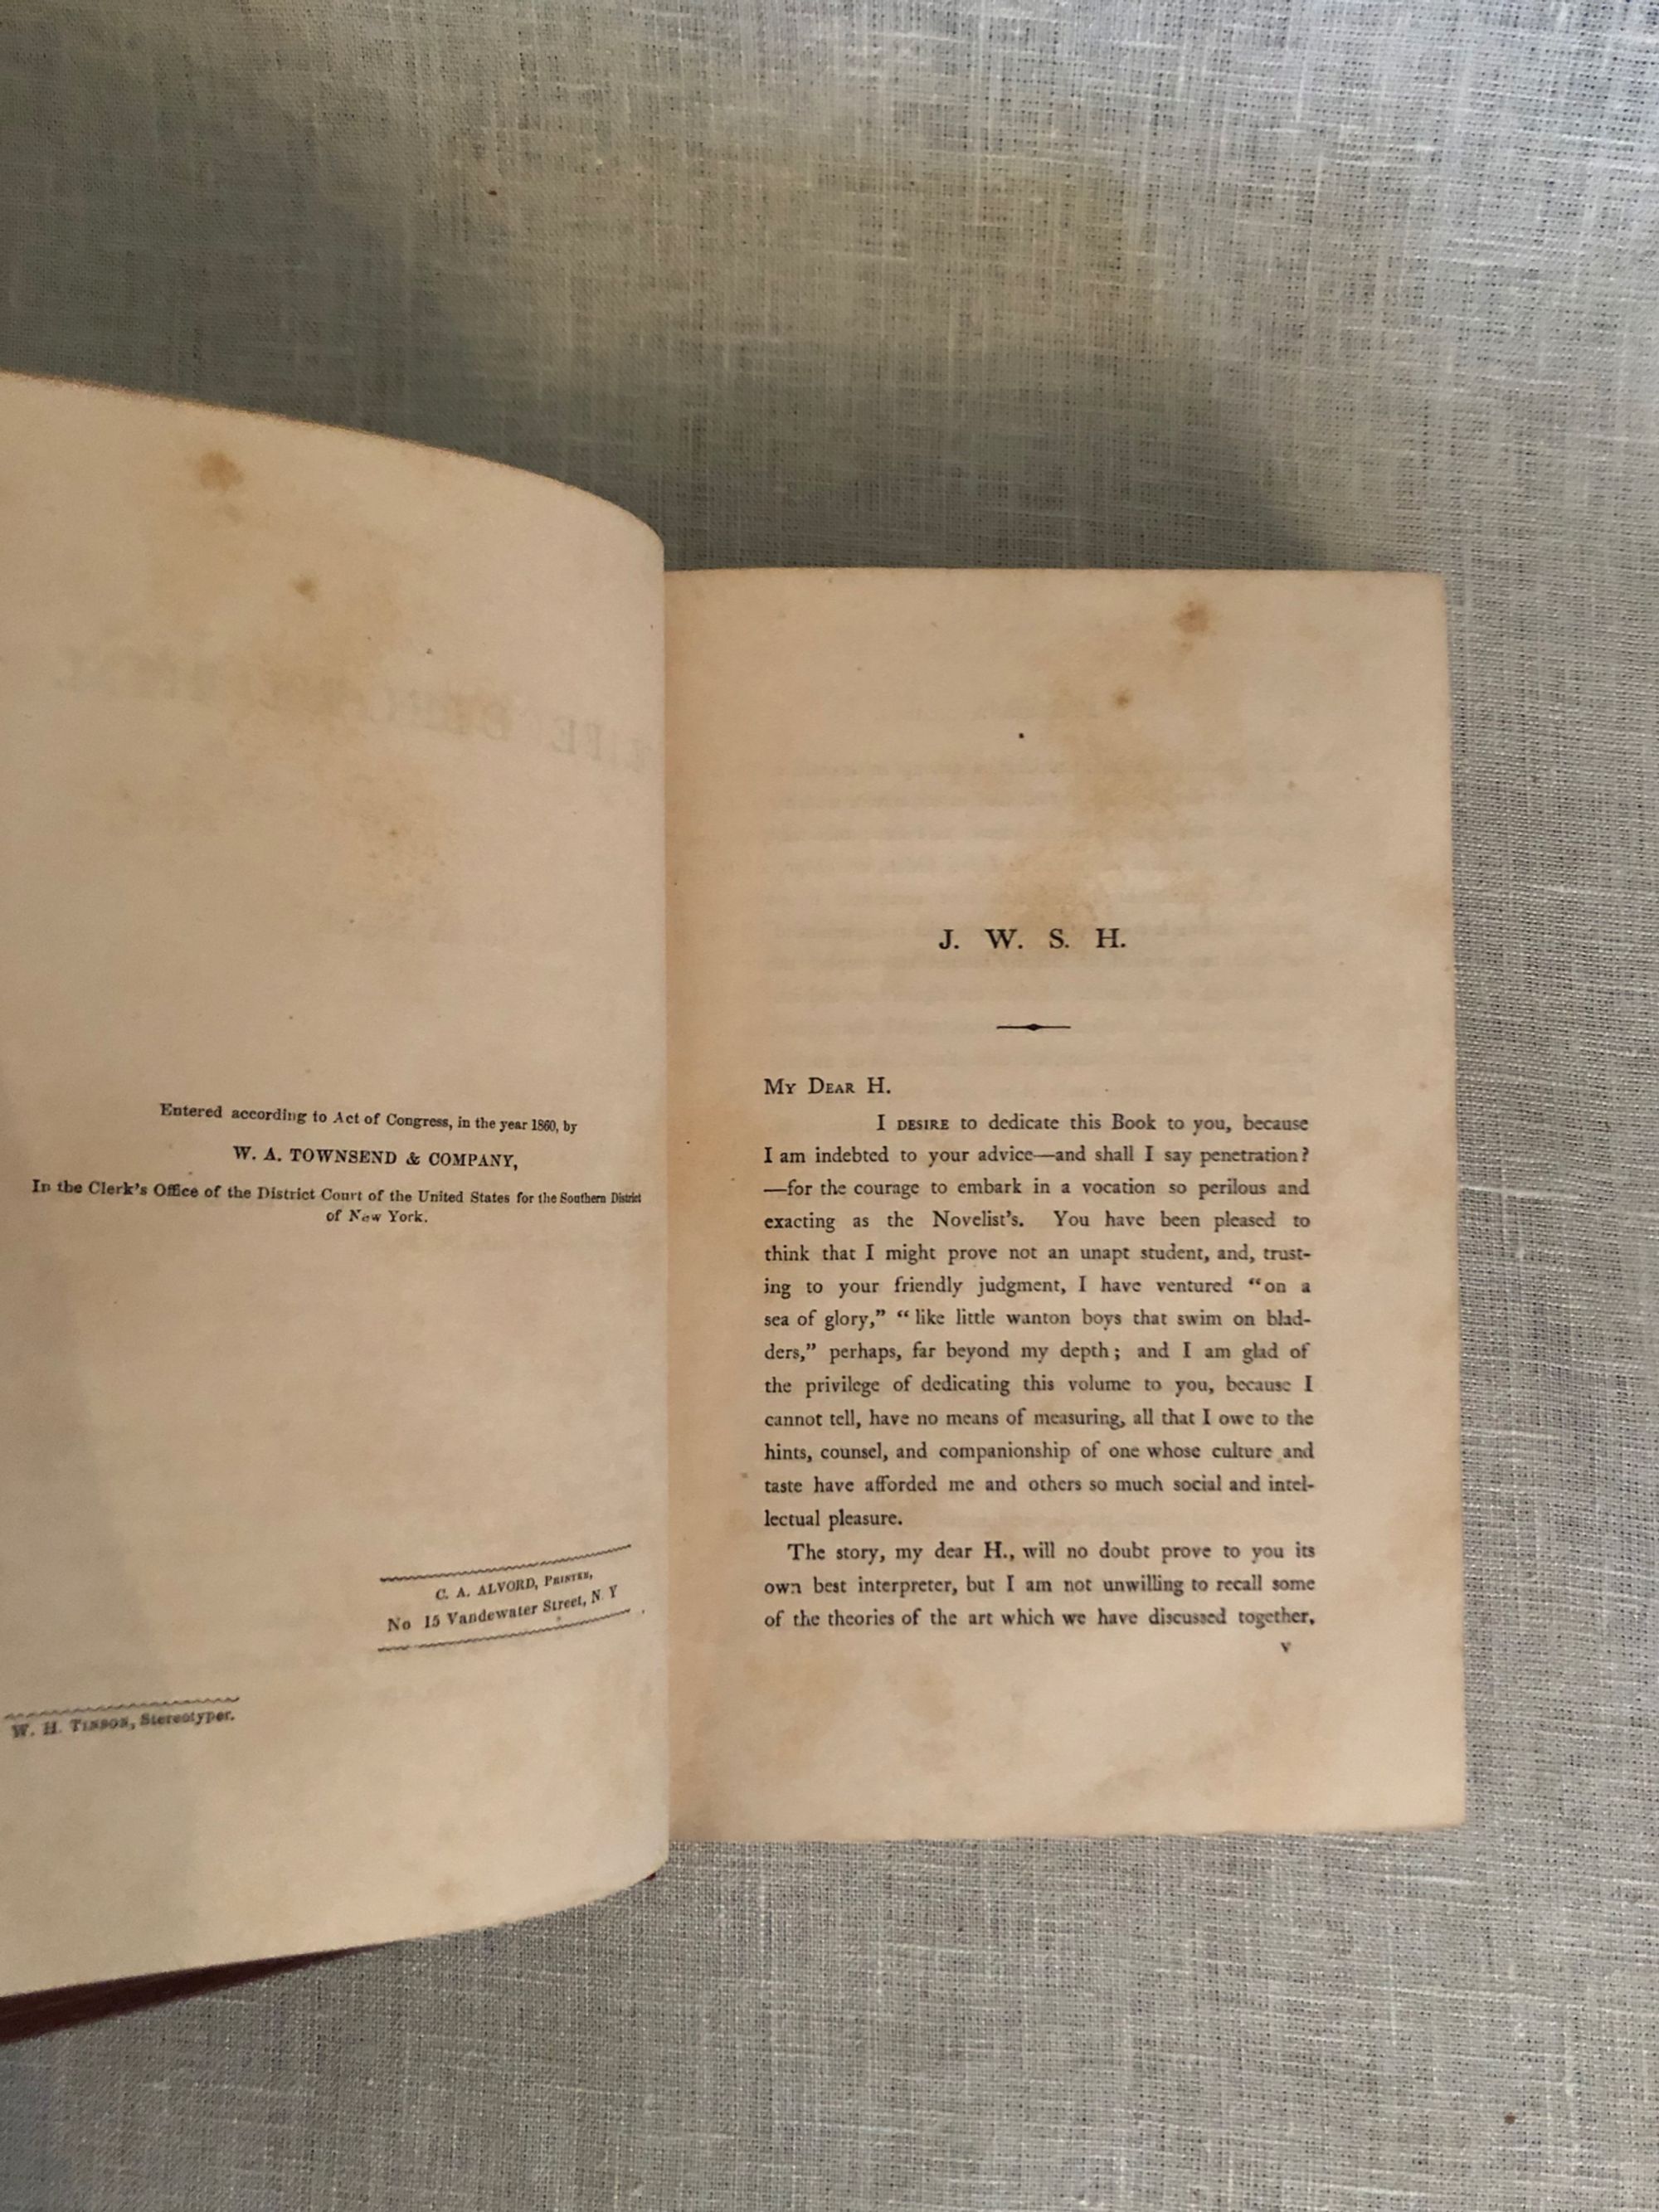 Entered according to Act of Congress, in the year 1860, by
W. A. TOWNSEND & COMPANY,
In the Clerk's Office of the District Court of the United States for the Southern District
of New York.
C. A. ALVORD, PRINTER,
No 15 Vandewater Street, N. Y
W. H. TINSON, Stereotyper.
J. W. S. H.
MY DEAR H.
I DESIRE to dedicate this Book to you, because
I am indebted to your advice—and shall I say penetration?
—for the courage to embark in a vocation so perilous and
exacting as the Novelist's. You have been pleased to
think that I might prove not an unapt student, and, trust-
ing to your friendly judgment, I have ventured "on a
sea of glory," "like little wanton boys that swim on blad-
ders," perhaps, far beyond my depth; and I am glad of
the privilege of dedicating this volume to you, because I
cannot tell, have no means of measuring, all that I owe to the
hints, counsel, and companionship of one whose culture and
taste have afforded me and others so much social and intel-
lectual pleasure.
The story, my dear H., will no doubt prove to you its
own best interpreter, but I am not unwilling to recall some
of the theories of the art which we have discussed together,
v